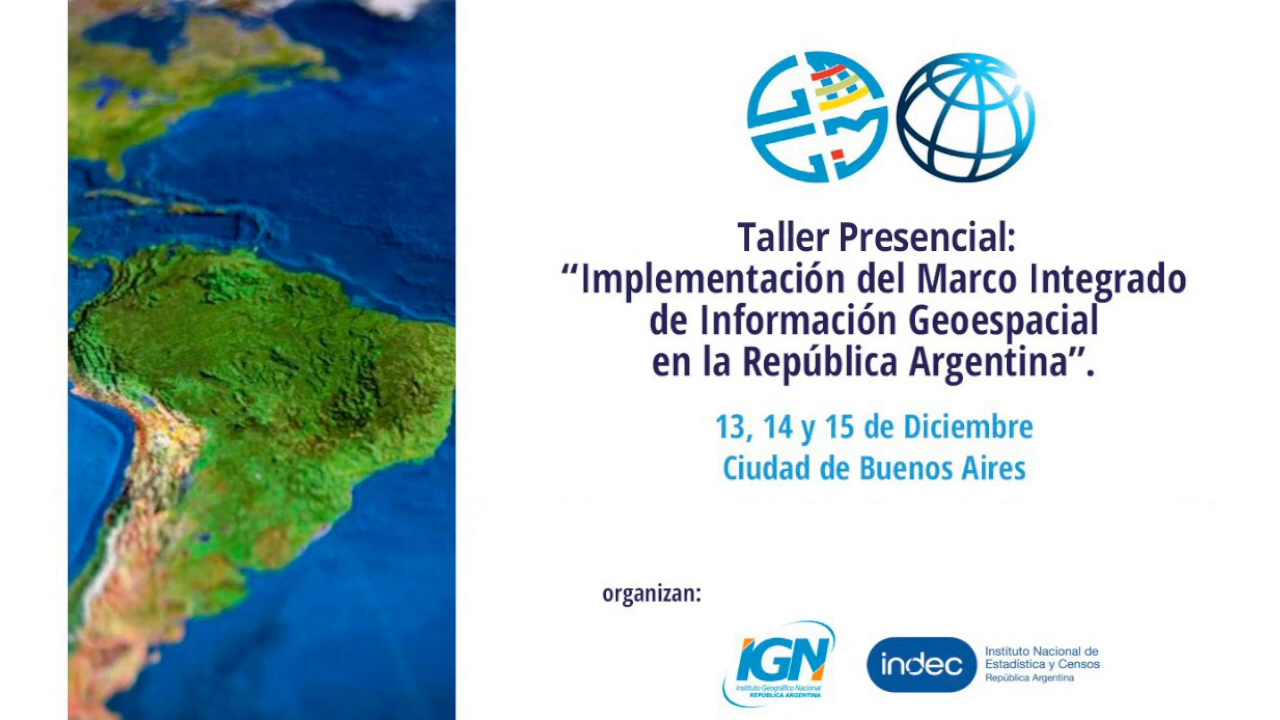 Taller Presencial:
“Implementación del Marco Integrado
de Información Geoespacial
en la República Argentina”.
13, 14 y 15 de Diciembre
Ciudad de Buenos Aires
organizan:
IGN
Instituto Geográfico Nacional
REPÚBLICA ARGENTINA
indec
Instituto Nacional de
Estadística y Censos
República Argentina